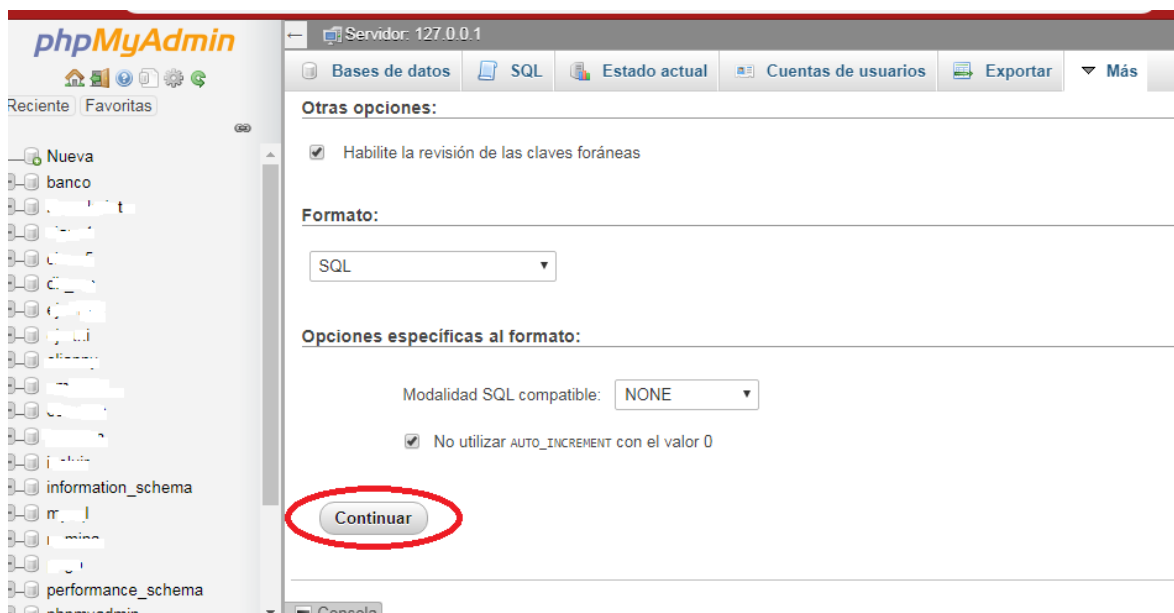 phpMyAdmin
Reciente Favoritas
Nueva
banco
information_schema
performance_schema
phpmyadmin
Servidor: 127.0.0.1
Bases de datos SQL Estado actual Cuentas de usuarios Exportar Más
Otras opciones:
Habilite la revisión de las claves foráneas
Formato:
SQL
Opciones específicas al formato:
Modalidad SQL compatible: NONE
No utilizar AUTO_INCREMENT con el valor 0
Continuar
Consola